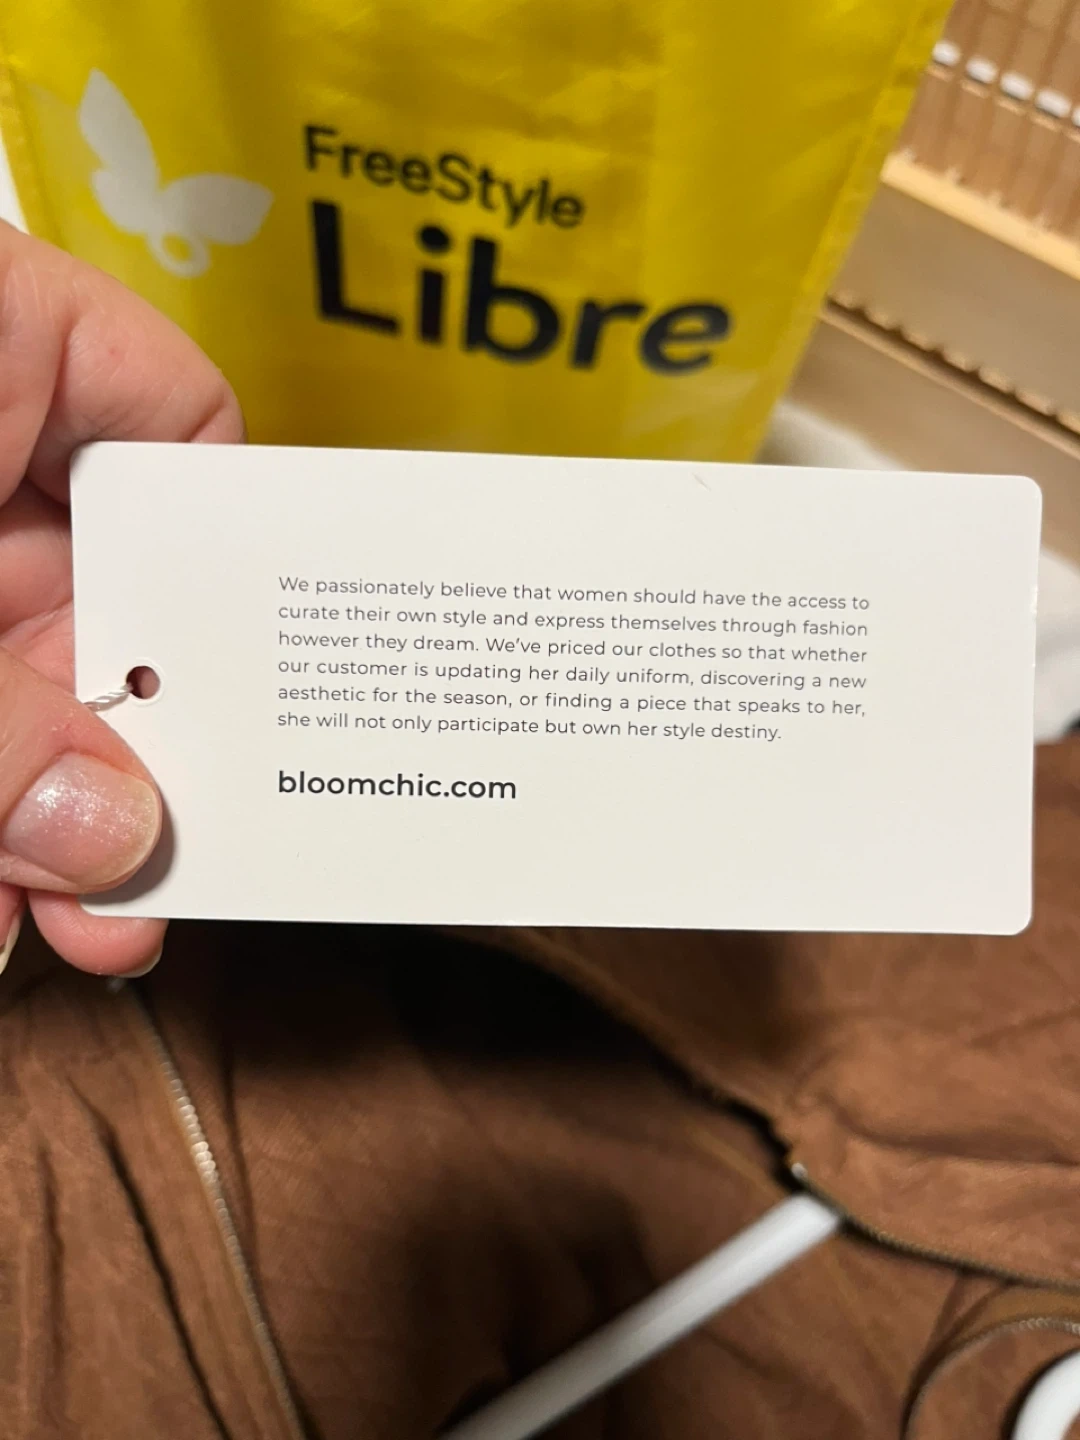 FreeStyle
Libre
We passionately believe that women should have the access to
curate their own style and express themselves through fashion
however they dream. We've priced our clothes so that whether
our customer is updating her daily uniform, discovering a new
aesthetic for the season, or finding a piece that speaks to her,
she will not only participate but own her style destiny.
bloomchic.com